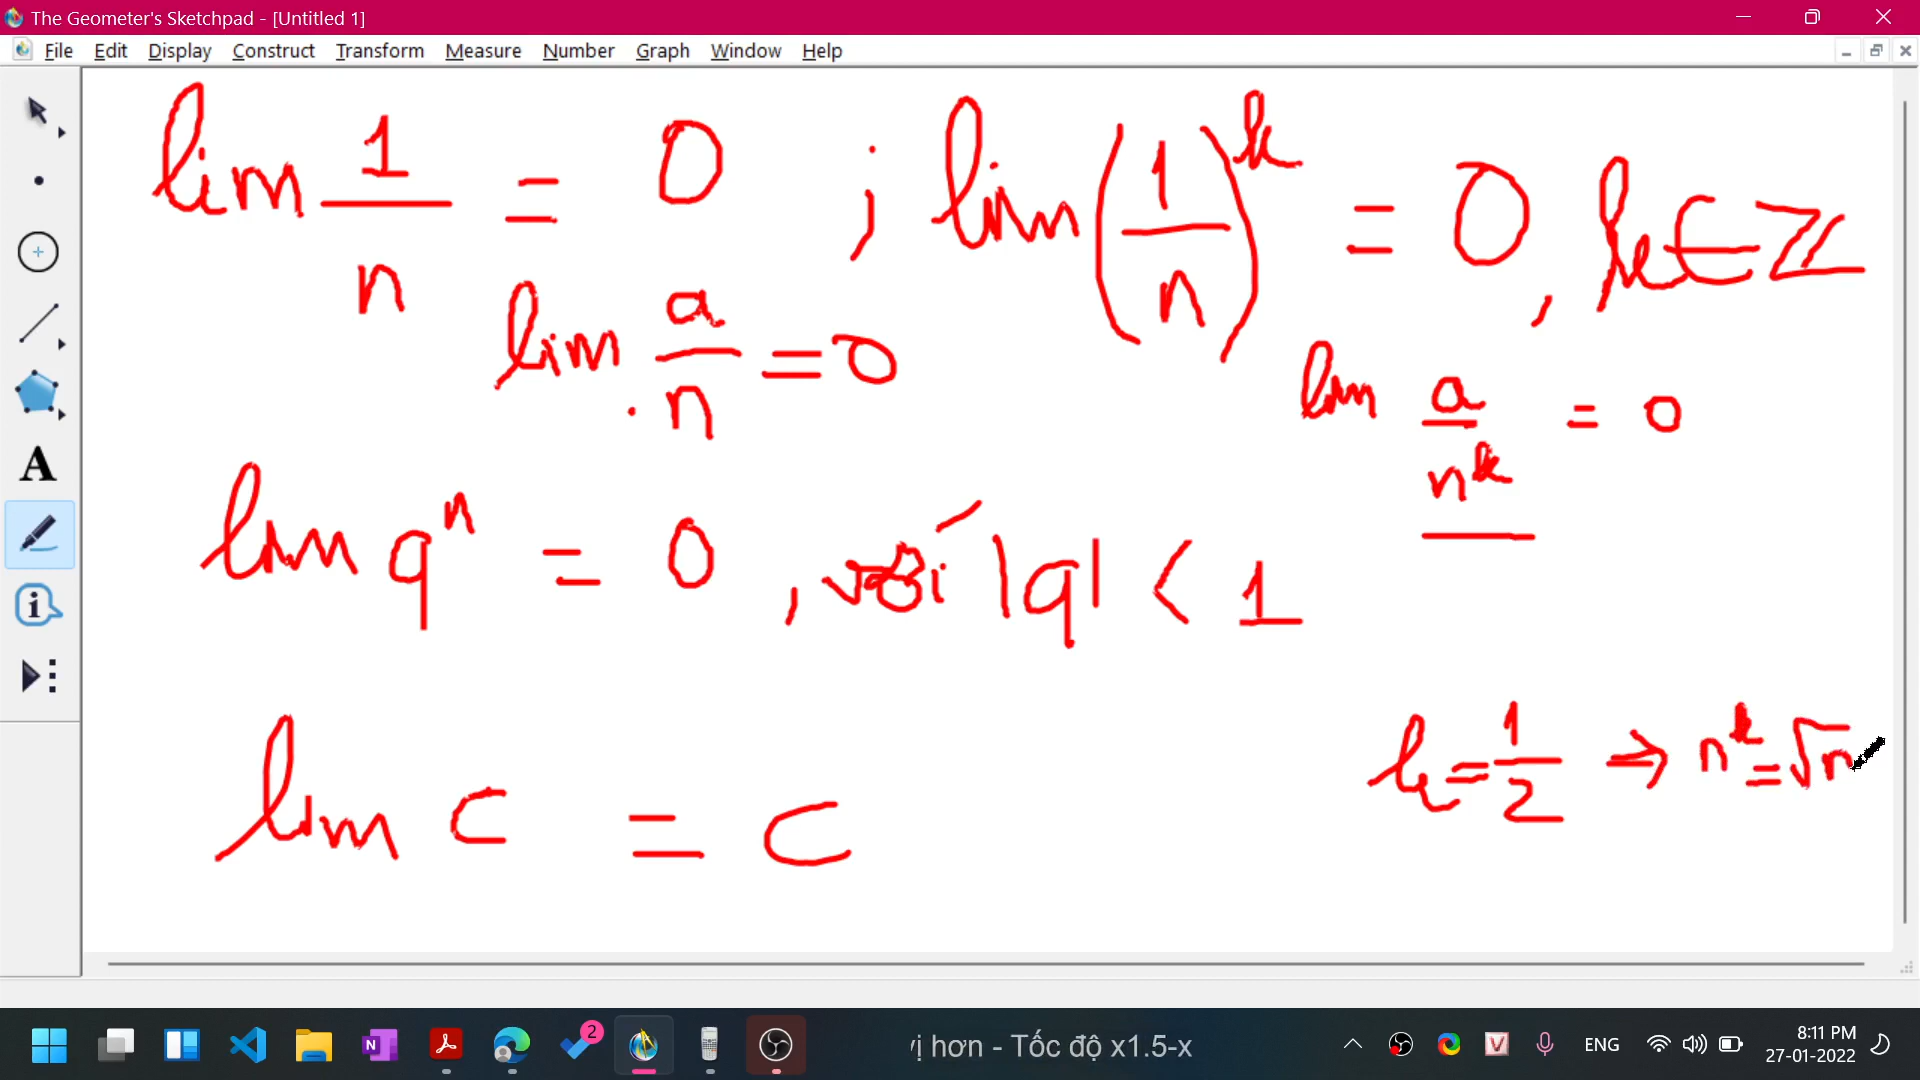 The Geometer's Sketchpad - [Untitled 1]
File Edit Display Construct Transform Measure Number Graph Window Help
lim 1/n = 0 ; lim (1/n)^k = 0, k ∈ ℤ
lim a/n = 0
lim a/n^k = 0
lim q^n = 0, với |q| < 1
k = 1/2 ⇒ n^k = √n
lim c = c
A
2
vị hơn - Tốc độ x1.5-x
ENG
8:11 PM
27-01-2022